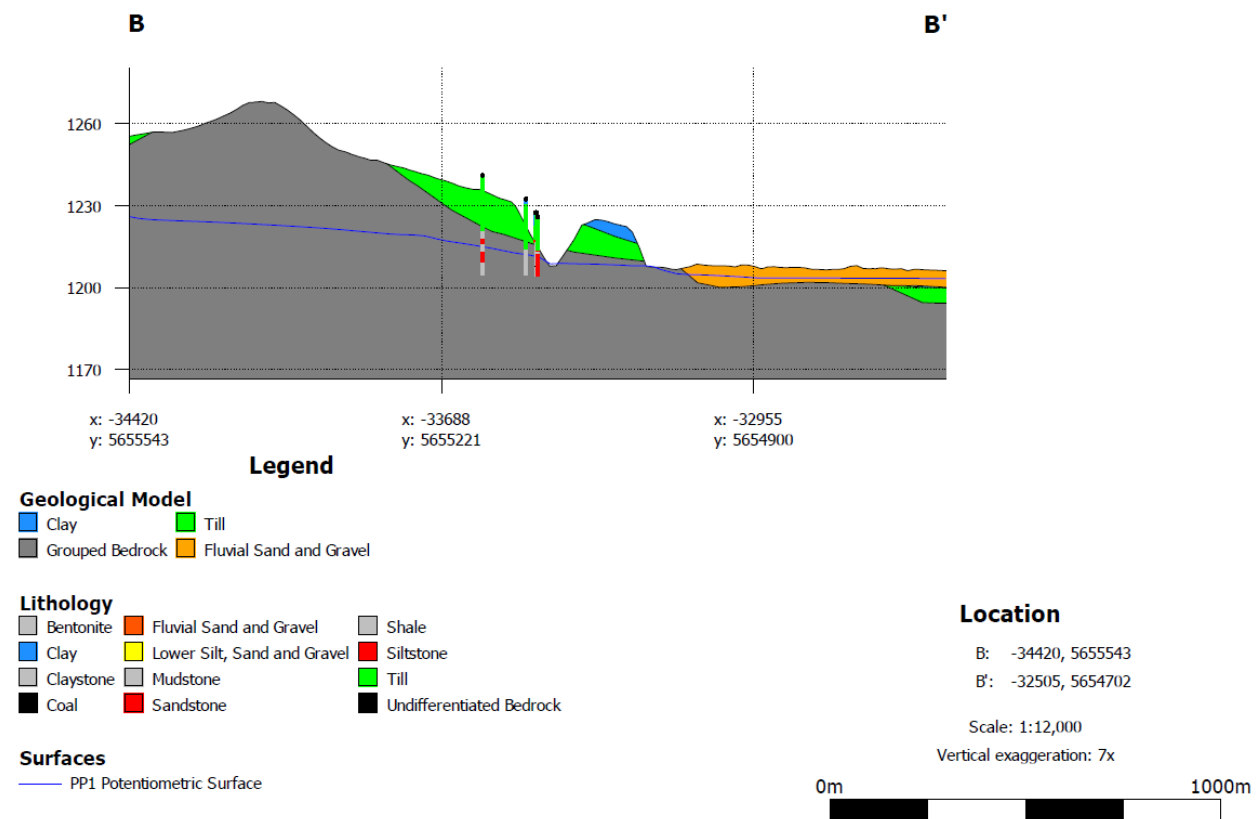 B B'
1260
1230
1200
1170
x: -34420 x: -33688 x: -32955
y: 5655543 y: 5655221 y: 5654900
Legend
Geological Model
Clay Till
Grouped Bedrock Fluvial Sand and Gravel
Lithology
Bentonite Fluvial Sand and Gravel Shale
Clay Lower Silt, Sand and Gravel Siltstone
Claystone Mudstone Till
Coal Sandstone Undifferentiated Bedrock
Surfaces
PP1 Potentiometric Surface
Location
B: -34420, 5655543
B': -32505, 5654702
Scale: 1:12,000
Vertical exaggeration: 7x
0m 1000m